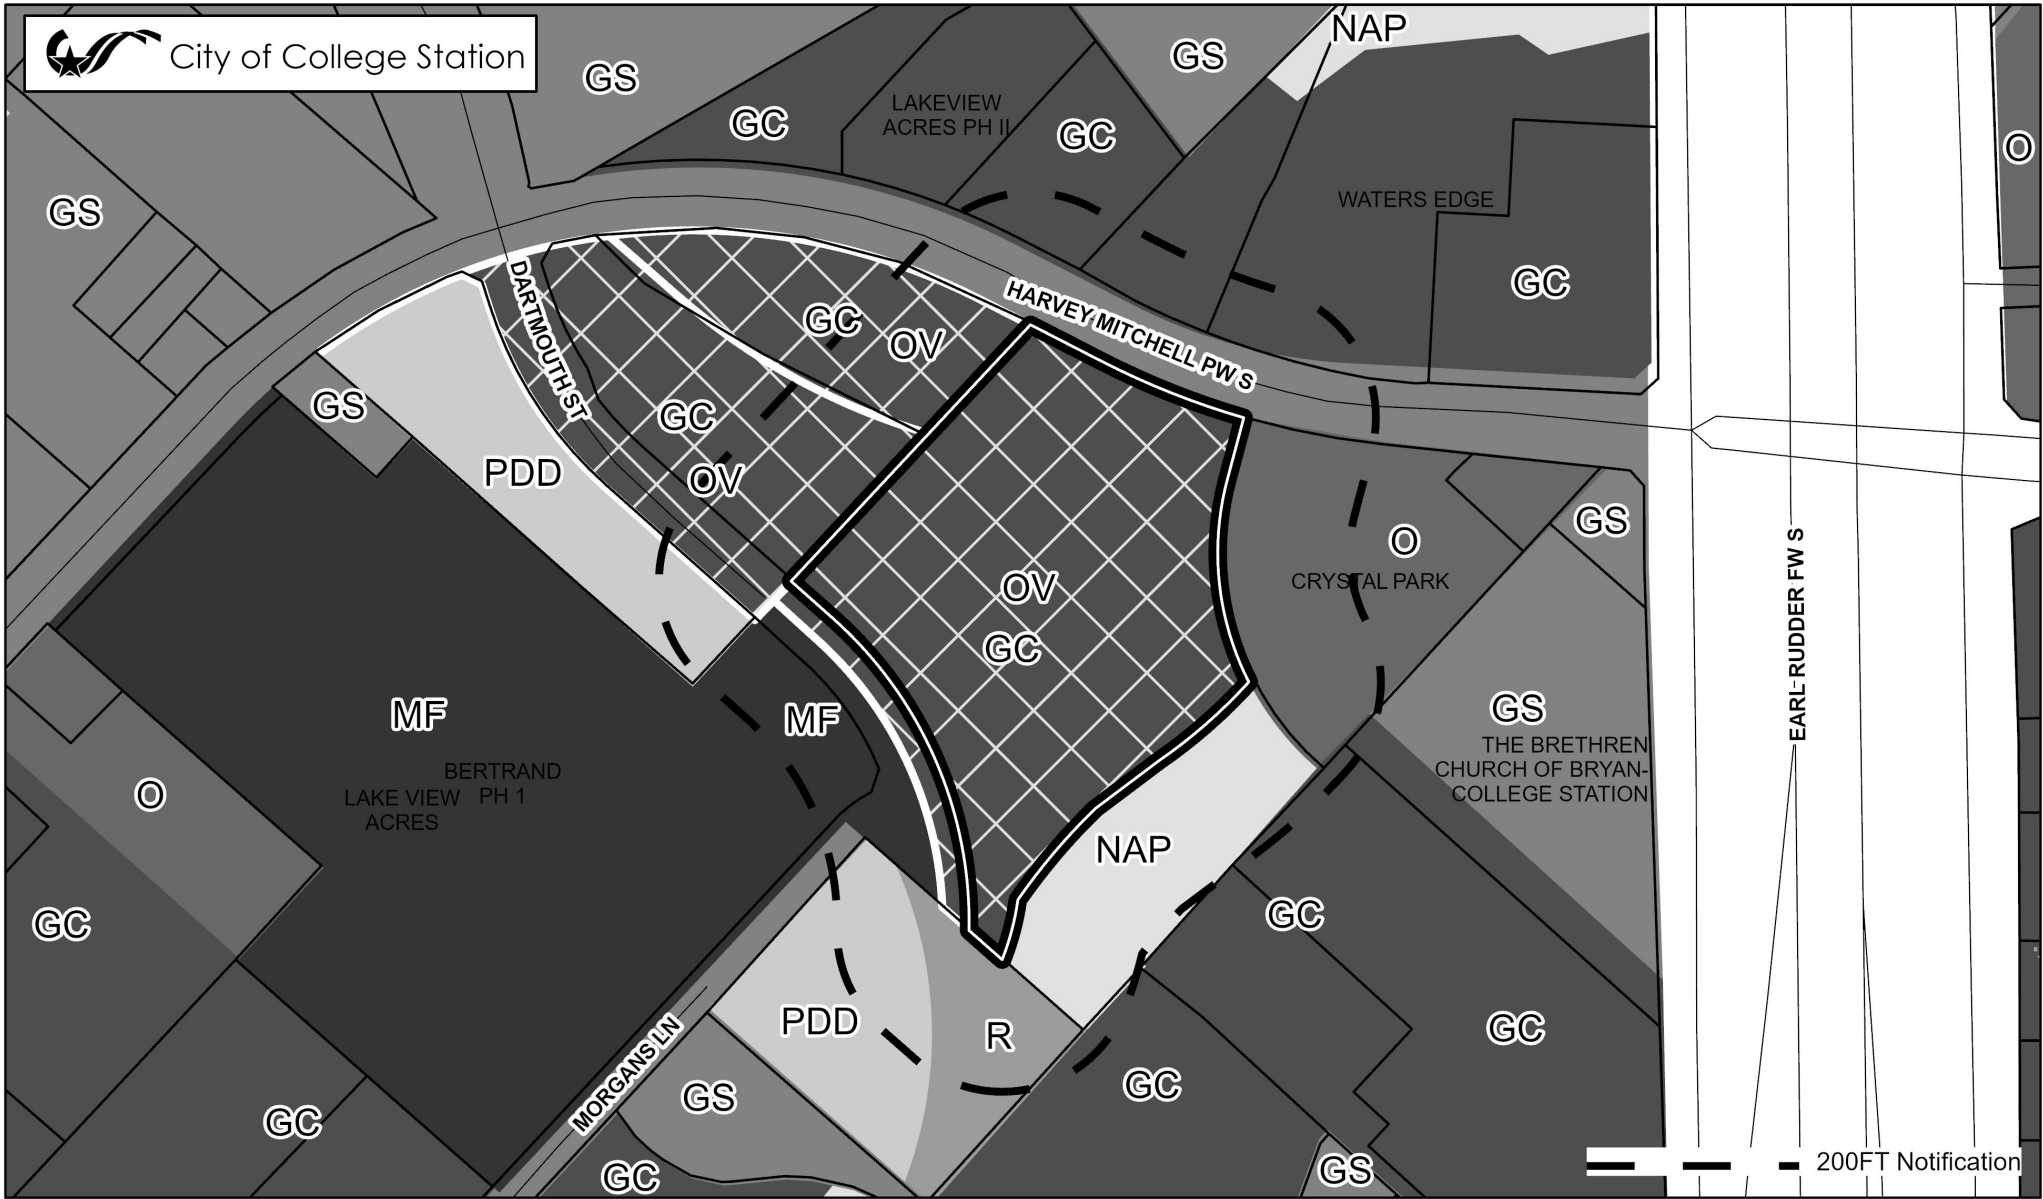 City of College Station
NAP
GS
GS
GC
LAKEVIEW
ACRES PH II
GC
O
GS
WATERS EDGE
GC
DARTMOUTH ST
HARVEY MITCHELL PW S
GC
OV
GS
GC
PDD
OV
GS
O
CRYSTAL PARK
OV
EARL RUDDER FW S
GC
MF
MF
GS
THE BRETHREN
CHURCH OF BRYAN-
COLLEGE STATION
BERTRAND
PH 1
LAKE VIEW
ACRES
O
NAP
GC
GC
PDD
R
GC
MORGANS LN
GS
GC
GC
GC
GS
200FT Notification